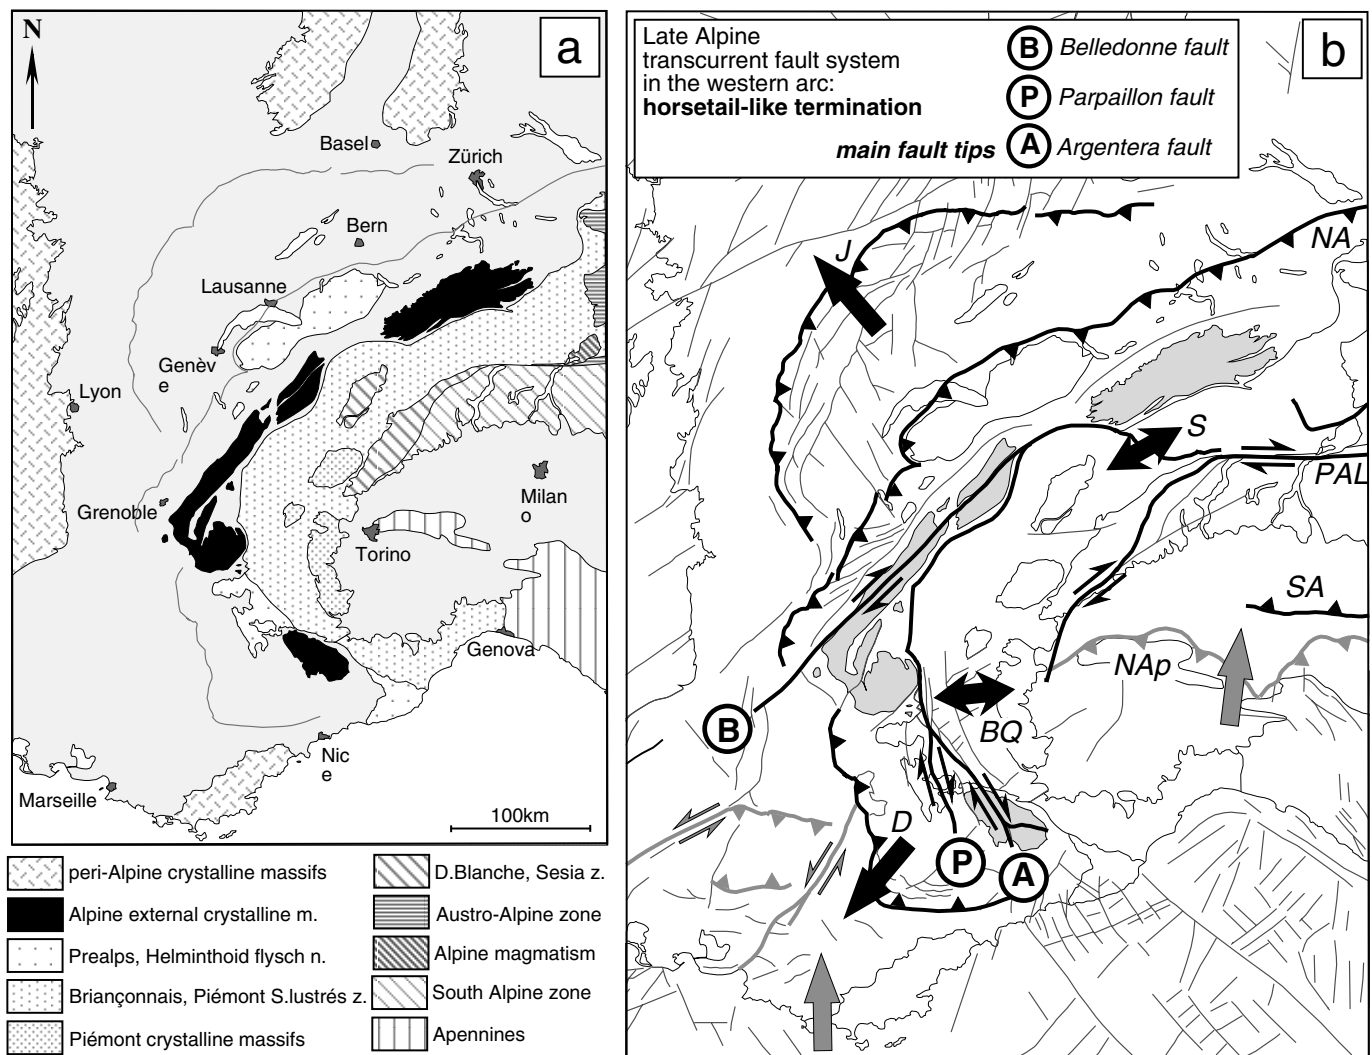 N
a
Basel
Zürich
Bern
Lausanne
Genèv
e
Lyon
Grenoble
Milan
o
Torino
Genova
Nic
e
Marseille
100km
peri-Alpine crystalline massifs
Alpine external crystalline m.
Prealps, Helminthoid flysch n.
Briançonnais, Piémont S.lustrés z.
Piémont crystalline massifs
D.Blanche, Sesia z.
Austro-Alpine zone
Alpine magmatism
South Alpine zone
Apennines
b
Late Alpine
transcurrent fault system
in the western arc:
horsetail-like termination
main fault tips
B Belledonne fault
P Parpaillon fault
A Argentera fault
J
NA
S
PAL
SA
NAp
B
BQ
D
P
A